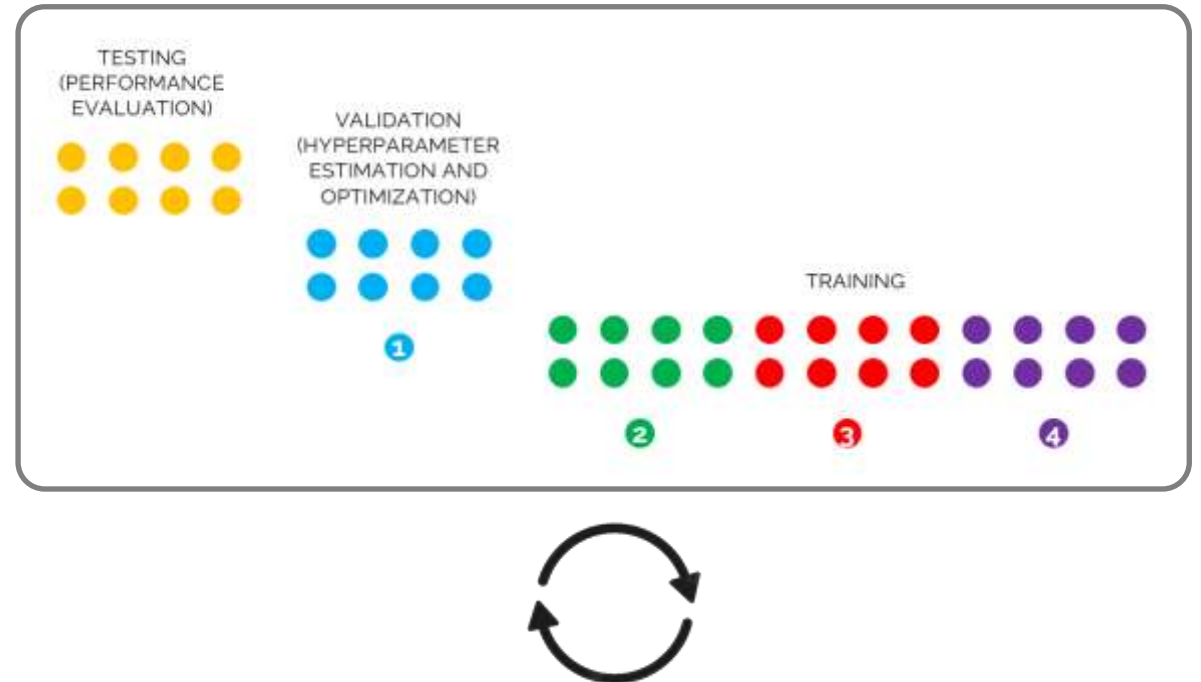 TESTING
(PERFORMANCE
EVALUATION)
VALIDATION
(HYPERPARAMETER
ESTIMATION AND
OPTIMIZATION)
TRAINING
1
2
3
4